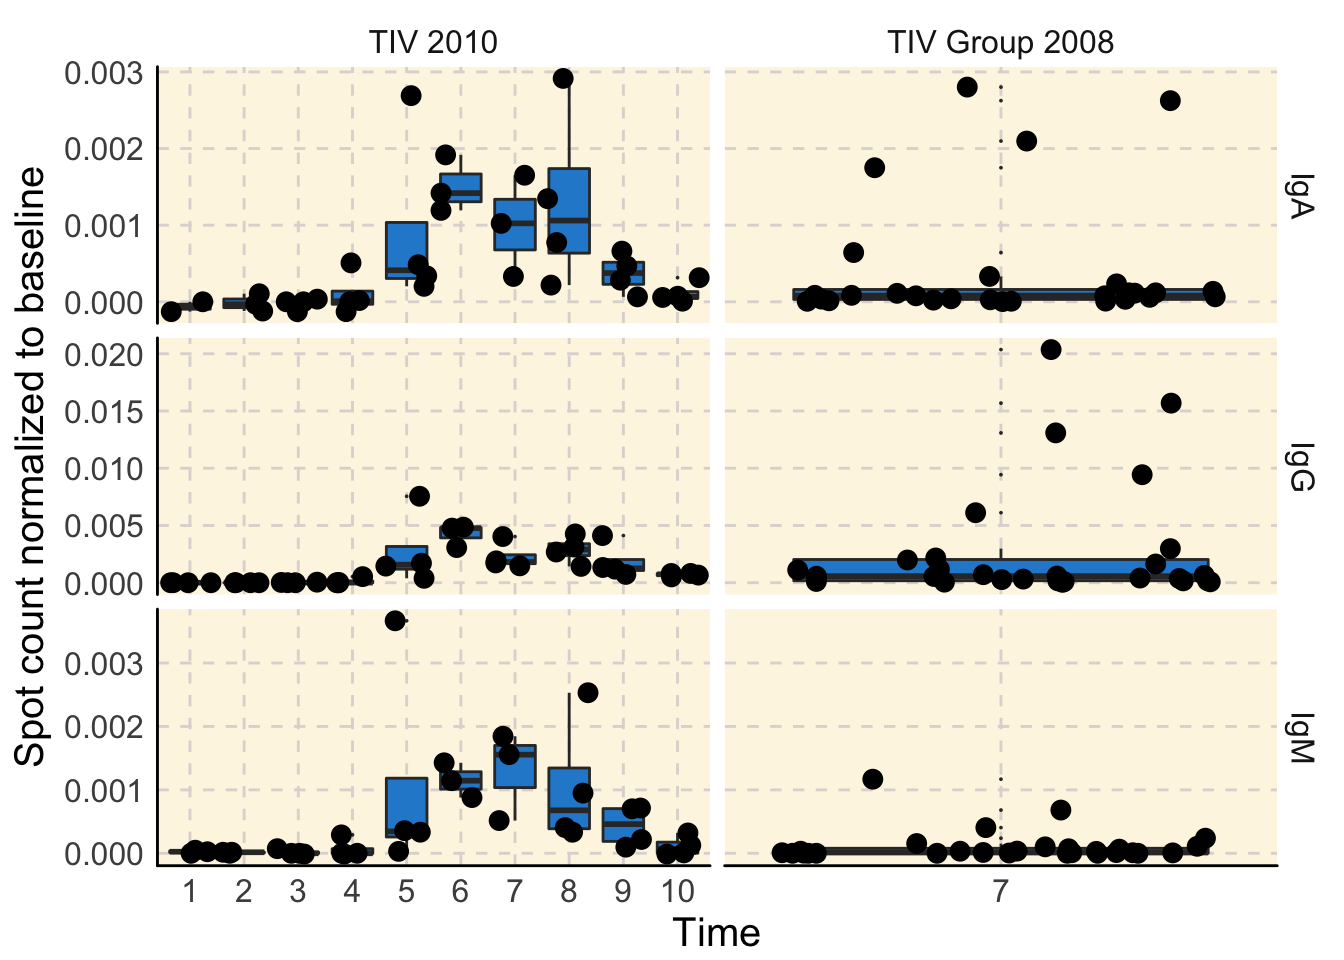 TIV 2010
TIV Group 2008
Spot count normalized to baseline
0.003
0.002
0.001
0.000
IgA
0.020
0.015
0.010
0.005
0.000
IgG
0.003
0.002
0.001
0.000
IgM
1 2 3 4 5 6 7 8 9 10
7
Time